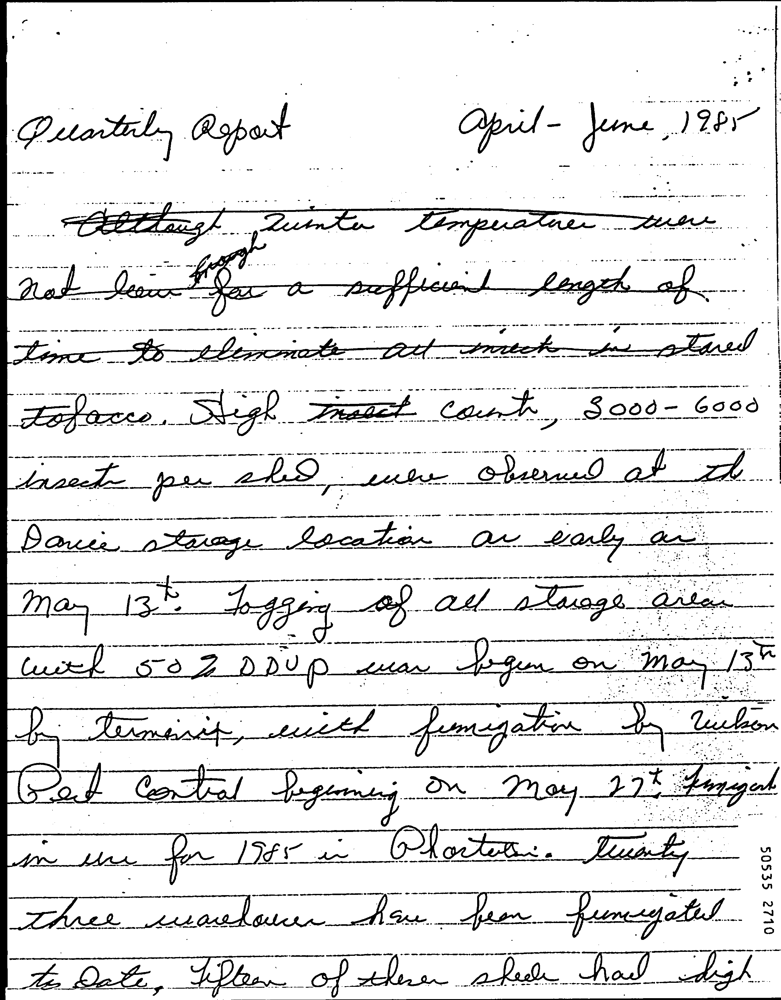 Quarterly Report April - June, 1985
Although winter temperatures were
not low enough for a sufficient length of
time to eliminate all insects in stored
tobacco. High insect counts, 3000 - 6000
insects per shed, were observed at the
storage location as early as
May 13th. Fogging of all storage areas
with 50% DDVP was begun on May 13th
by terminix, with fumigation by Wilson
Pest Control beginning on May 27th. Fumigant
in use for 1985 is Phostoxin. Twenty
three warehouses have been fumigated
to Date, fifteen of these sheds had high
50535 2710